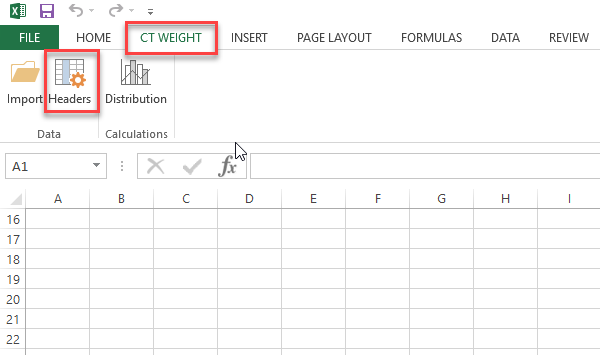 FILE HOME CT WEIGHT INSERT PAGE LAYOUT FORMULAS DATA REVIEW
Import Headers Distribution
Data Calculations
A1 fx
A B C D E F G H I
16
17
18
19
20
21
22